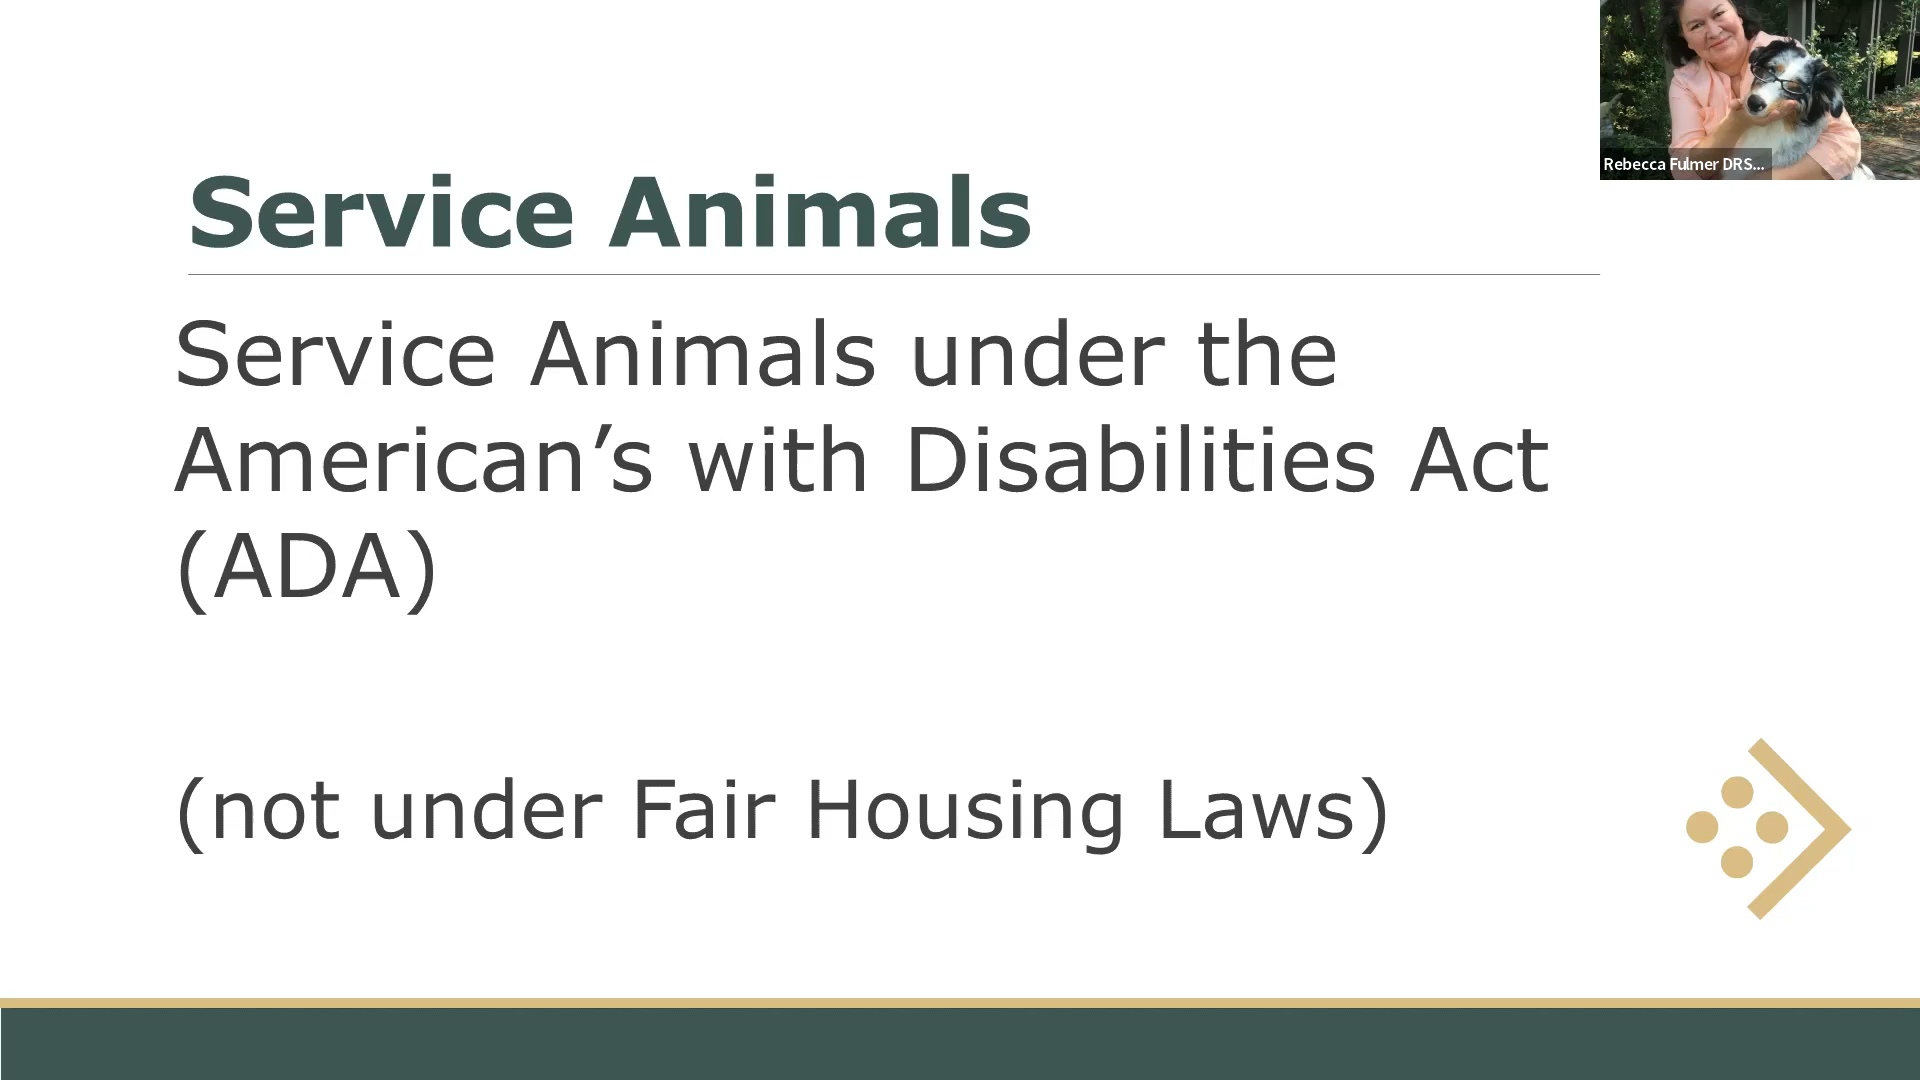 Rebecca Fulmer DRS...
Service Animals
Service Animals under the
American’s with Disabilities Act
(ADA)
(not under Fair Housing Laws)